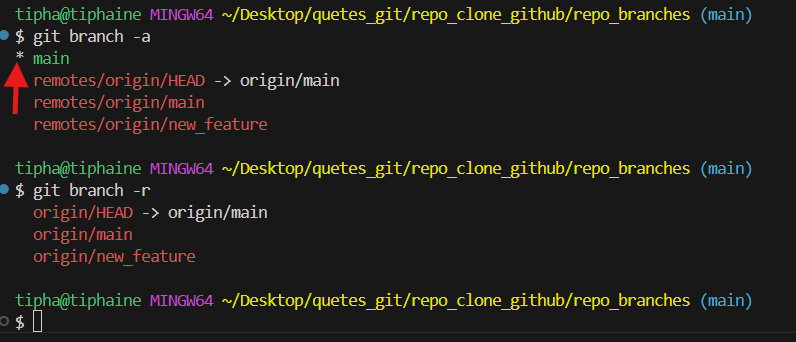 tipha@tiphaine MINGW64 ~/Desktop/quetes_git/repo_clone_github/repo_branches (main)
$ git branch -a
* main
  remotes/origin/HEAD -> origin/main
  remotes/origin/main
  remotes/origin/new_feature
tipha@tiphaine MINGW64 ~/Desktop/quetes_git/repo_clone_github/repo_branches (main)
$ git branch -r
  origin/HEAD -> origin/main
  origin/main
  origin/new_feature
tipha@tiphaine MINGW64 ~/Desktop/quetes_git/repo_clone_github/repo_branches (main)
$